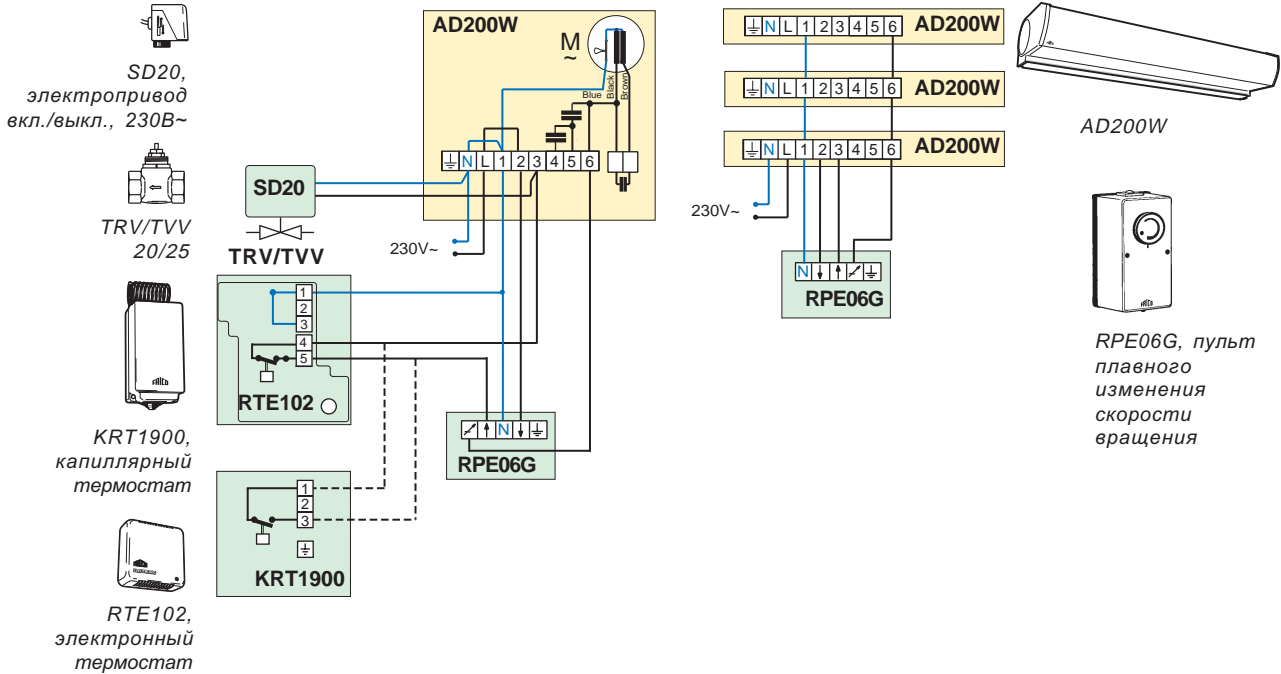 SD20,
электропривод
вкл./выкл., 230В~
TRV/TVV
20/25
FRICO
KRT1900,
капиллярный
термостат
RTE102,
электронный
термостат
AD200W
M
~
Blue
Black
Brown
N L 1 2 3 4 5 6
SD20
TRV/TVV
230V~
1
2
3
4
5
RTE102
N
RPE06G
1
2
3
KRT1900
N L 1 2 3 4 5 6 AD200W
N L 1 2 3 4 5 6 AD200W
N L 1 2 3 4 5 6 AD200W
230V~
N
RPE06G
AD200W
FRICO
RPE06G, пульт
плавного
изменения
скорости
вращения